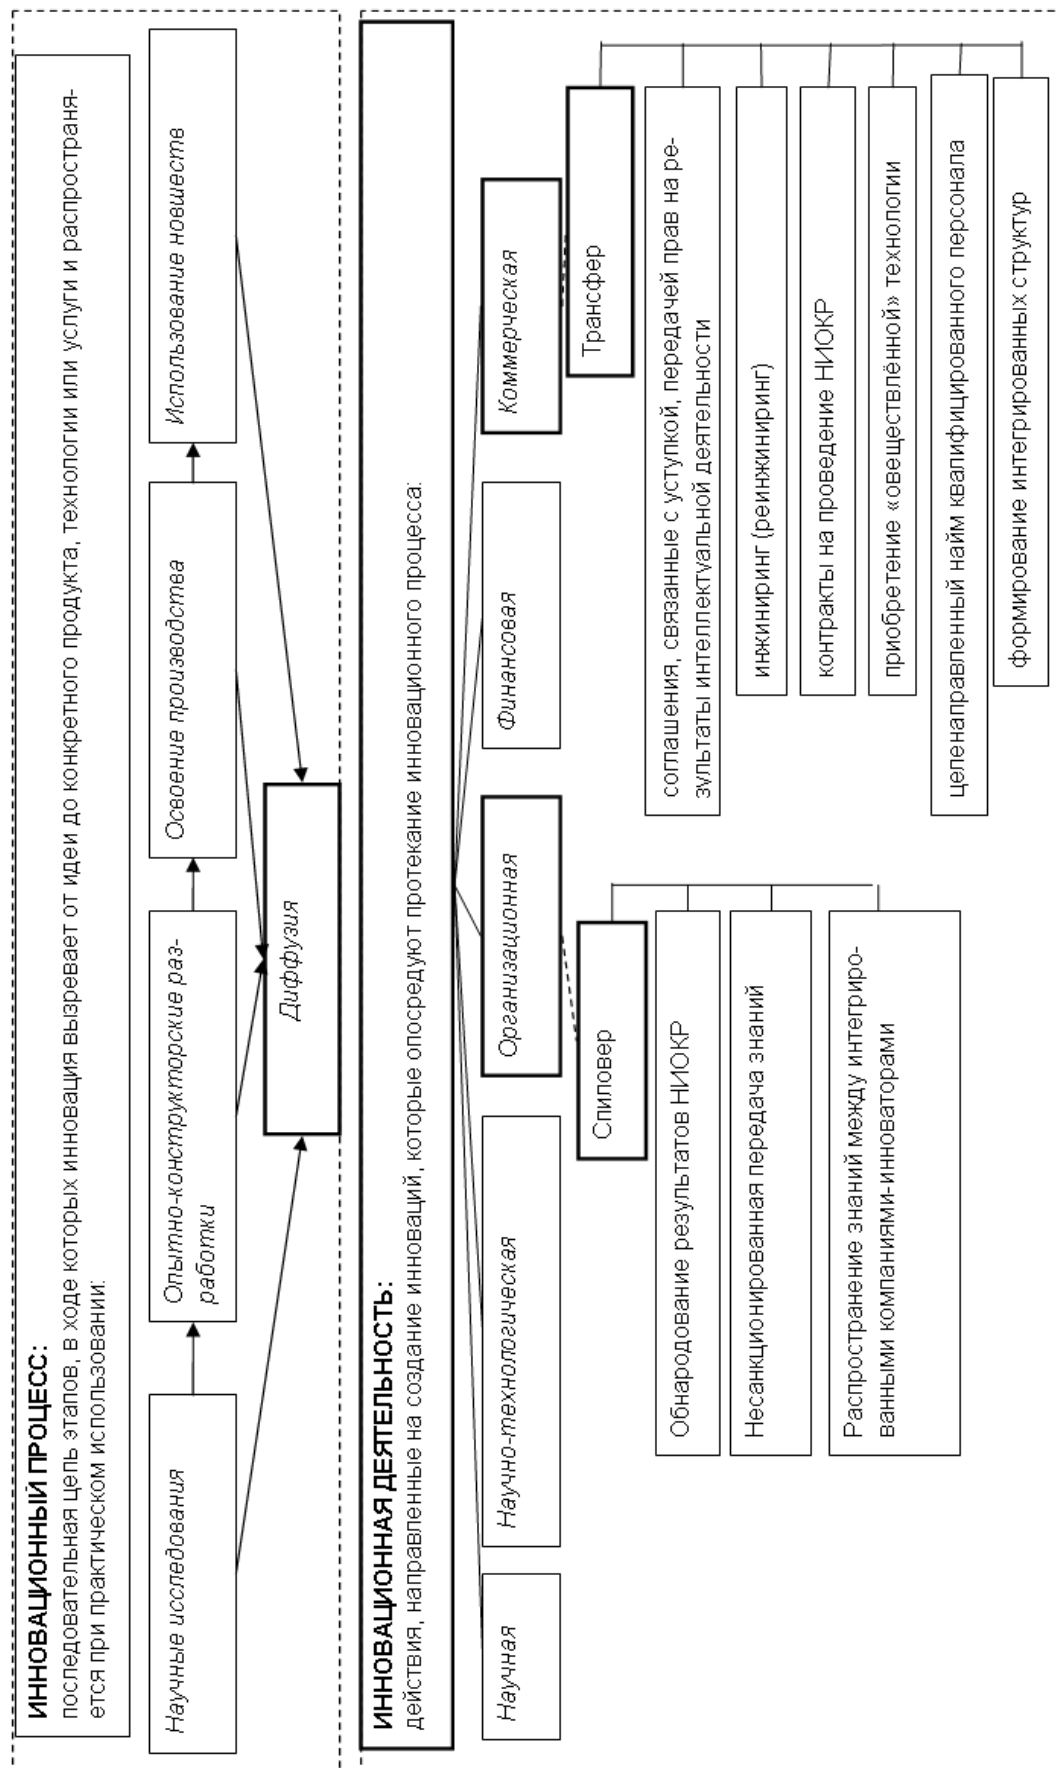 ИННОВАЦИОННЫЙ ПРОЦЕСС:
последовательная цепь этапов, в ходе которых инновация вызревает от идеи до конкретного продукта, технологии или услуги и распространя-
ется при практическом использовании:
Научные исследования
Опытно-конструкторские раз-
работки
Освоение производства
Использование новшеств
Диффузия
ИННОВАЦИОННАЯ ДЕЯТЕЛЬНОСТЬ:
действия, направленные на создание инноваций, которые опосредуют протекание инновационного процесса:
Научная
Научно-технологическая
Организационная
Финансовая
Коммерческая
Спиловер
Обнародование результатов НИОКР
Несанкционированная передача знаний
Распространение знаний между интегриро-
ванными компаниями-инноваторами
Трансфер
соглашения, связанные с уступкой, передачей прав на ре-
зультаты интеллектуальной деятельности
инжиниринг (реинжиниринг)
контракты на проведение НИОКР
приобретение «овеществлённой» технологии
целенаправленный найм квалифицированного персонала
формирование интегрированных структур